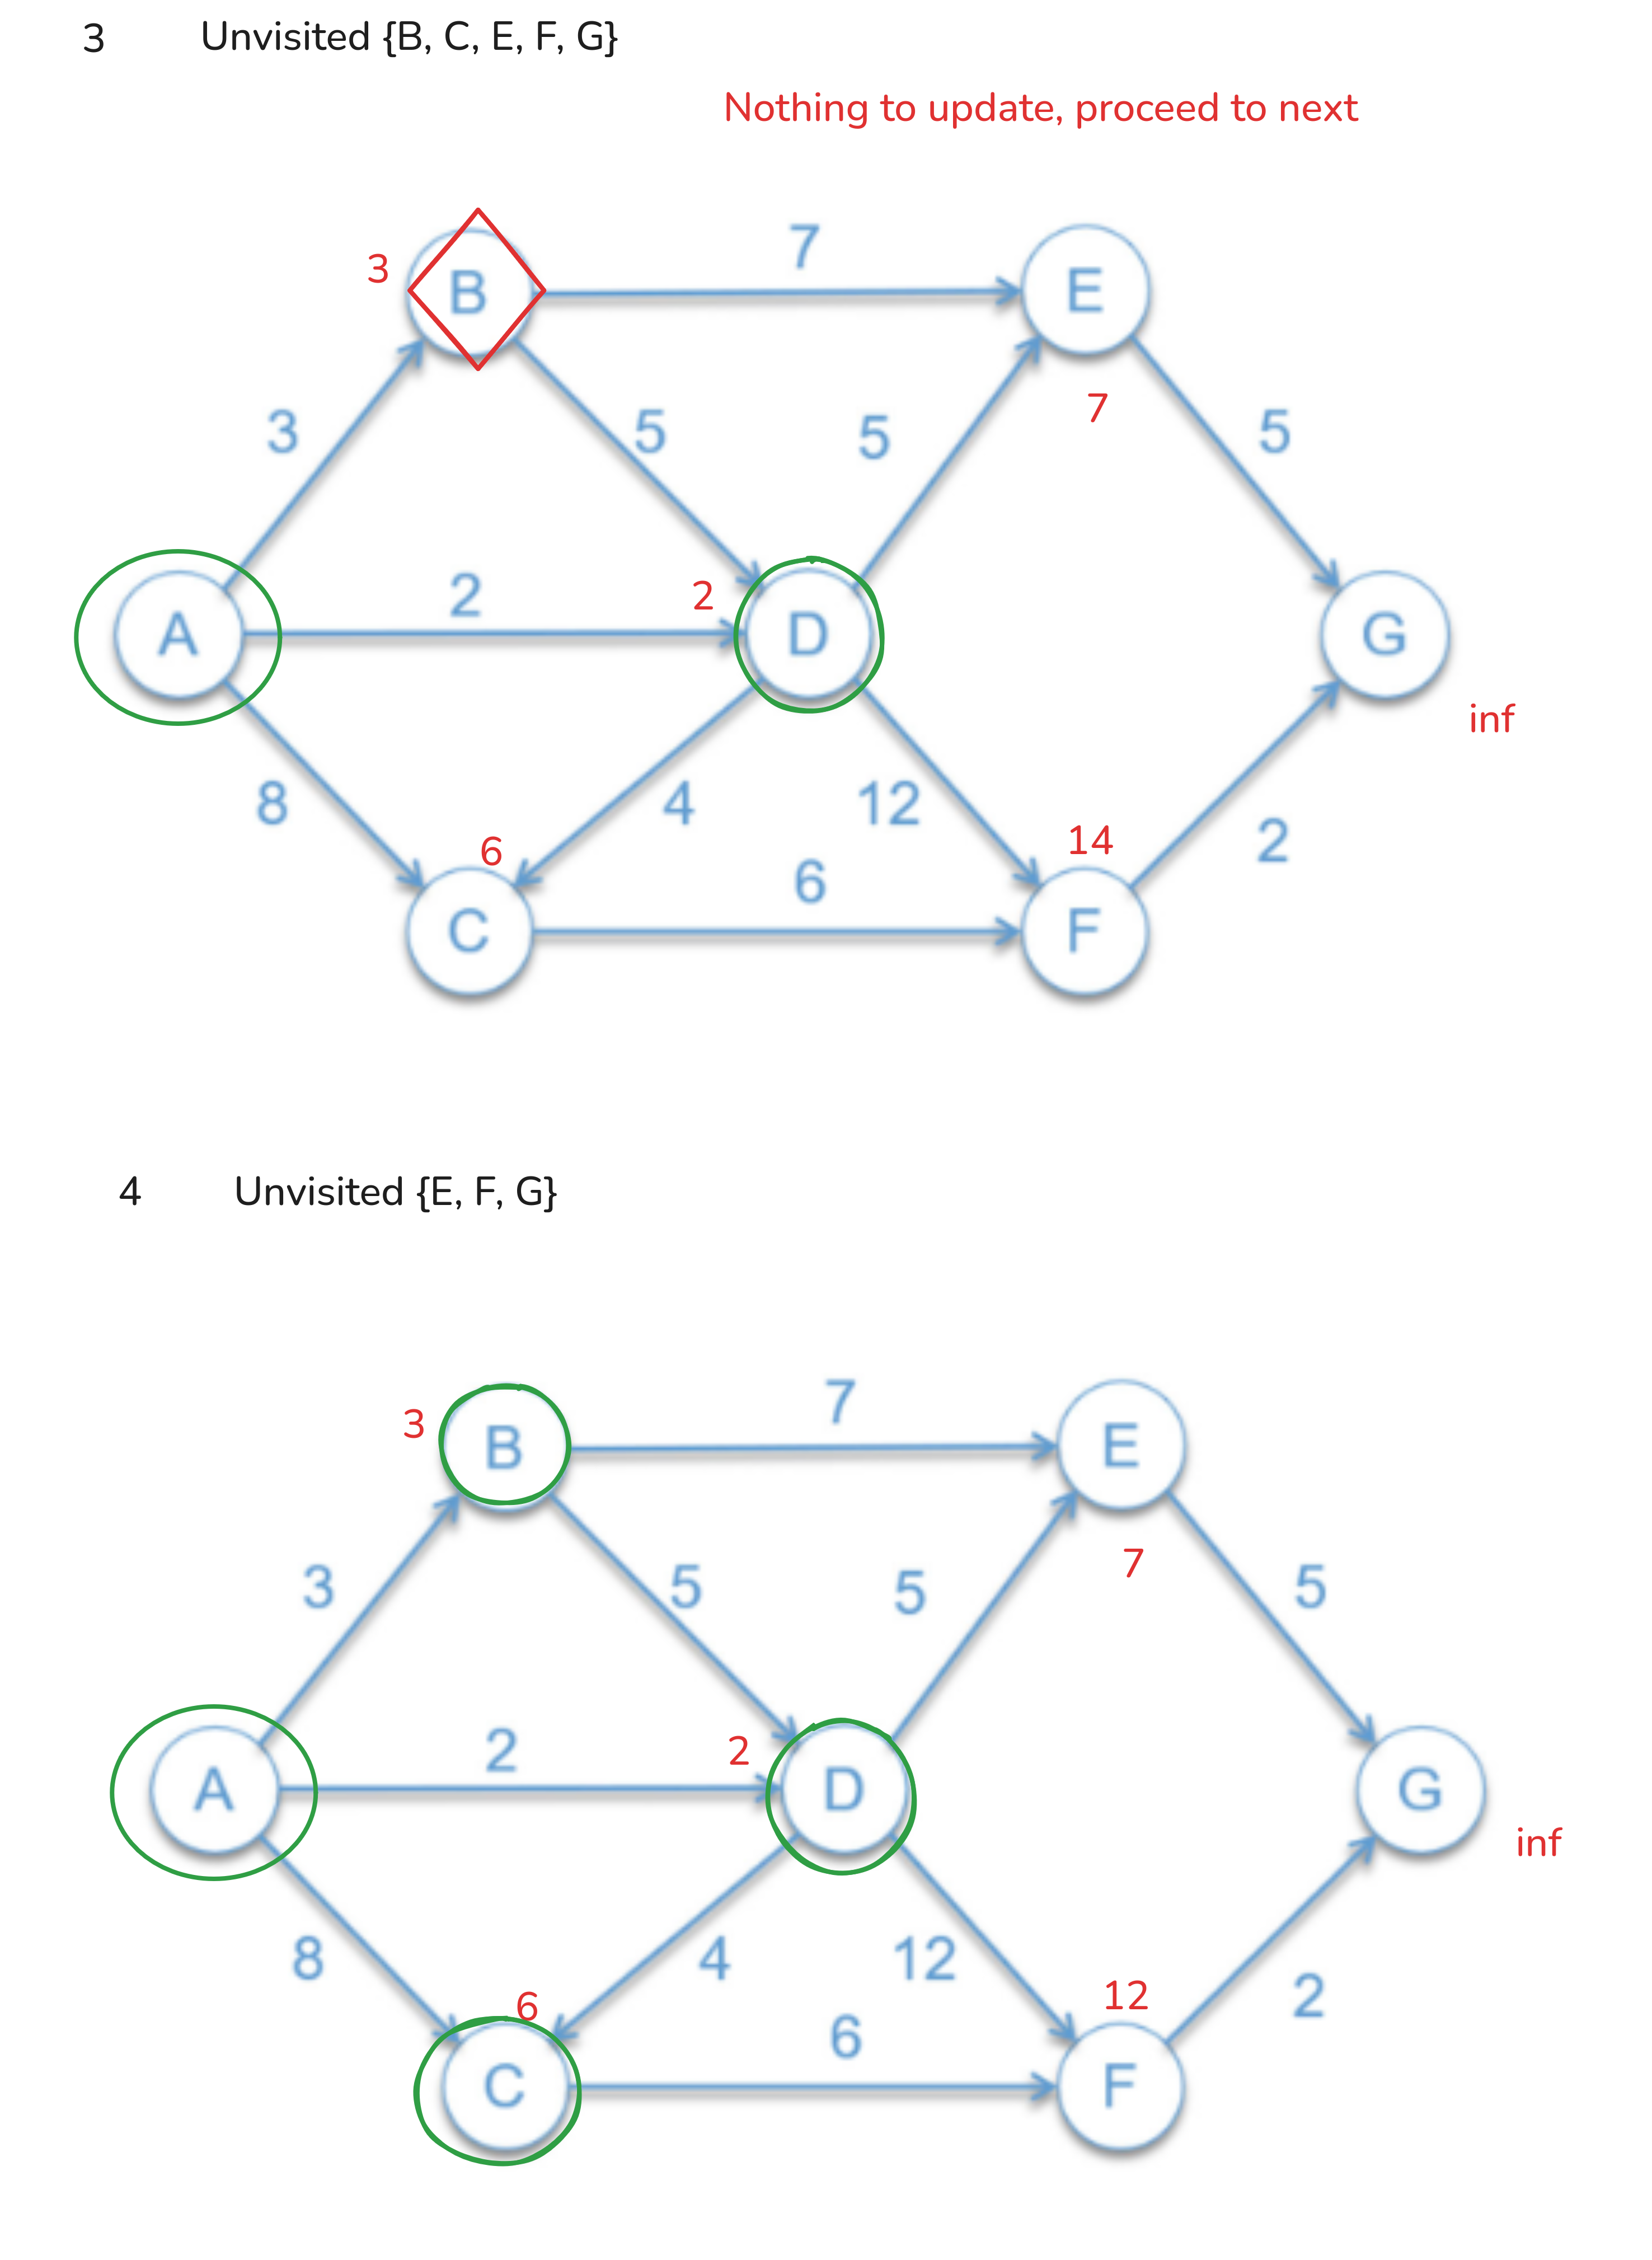 3 Unvisited {B, C, E, F, G}
Nothing to update, proceed to next
3 B 7 E
7
3 5 5 5
A 2 2 D G
inf
8 4 12 2
6 14
6
C F
4 Unvisited {E, F, G}
3 B 7 E
7
3 5 5 5
A 2 2 D G
inf
8 4 12 2
6 12
6
C F